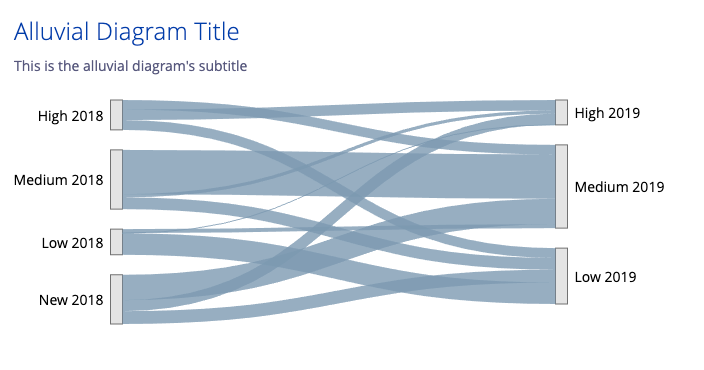 Alluvial Diagram Title
This is the alluvial diagram's subtitle
High 2018
High 2019
Medium 2018
Medium 2019
Low 2018
Low 2019
New 2018